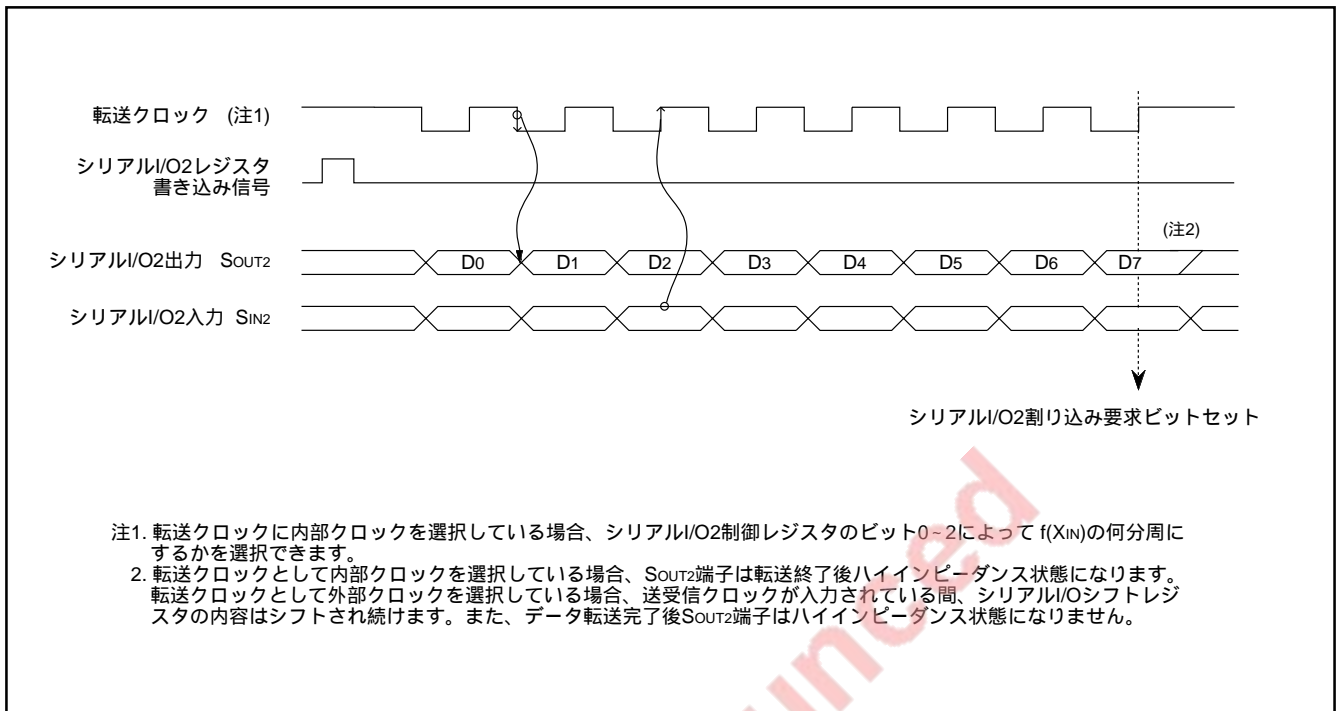 転送クロック (注1)
シリアルI/O2レジスタ
書き込み信号
(注2)
シリアルI/O2出力 SOUT2
D0 D1 D2 D3 D4 D5 D6 D7
シリアルI/O2入力 SIN2
シリアルI/O2割り込み要求ビットセット
注1. 転送クロックに内部クロックを選択している場合、シリアルI/O2制御レジスタのビット0~2によって f(XIN)の何分周に
するかを選択できます。
2. 転送クロックとして内部クロックを選択している場合、SOUT2端子は転送終了後ハイインピーダンス状態になります。
転送クロックとして外部クロックを選択している場合、送受信クロックが入力されている間、シリアルI/Oシフトレジ
スタの内容はシフトされ続けます。また、データ転送完了後SOUT2端子はハイインピーダンス状態になりません。